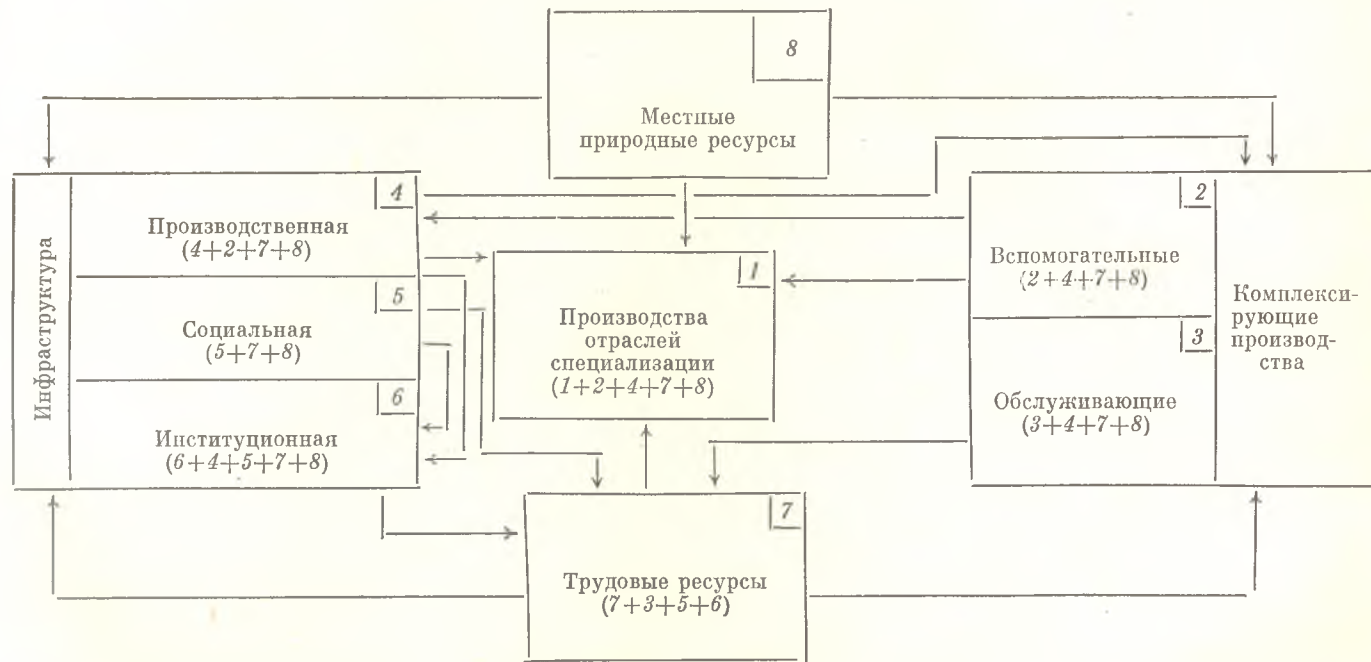 8
Местные
природные ресурсы
Инфраструктура
4
Производственная
(4+2+7+8)
5
Социальная
(5+7+8)
6
Институционная
(6+4+5+7+8)
1
Производства
отраслей
специализации
(1+2+4+7+8)
2
Вспомогательные
(2+4+7+8)
3
Обслуживающие
(3+4+7+8)
Комплекси-
рующие
производ-
ства
7
Трудовые ресурсы
(7+3+5+6)